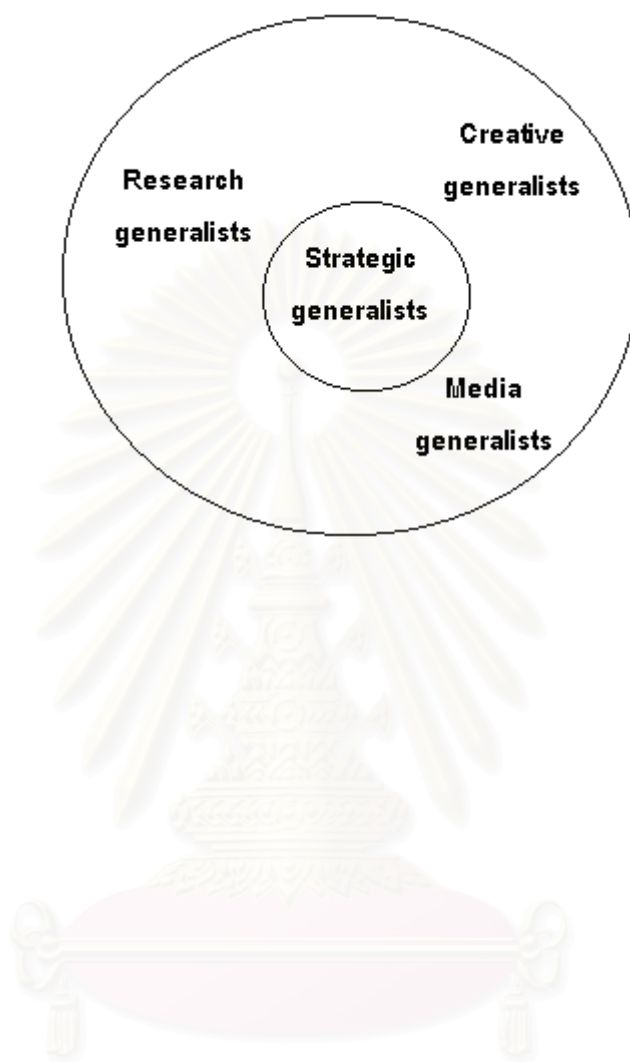 Research
generalists
Creative
generalists
Strategic
generalists
Media
generalists